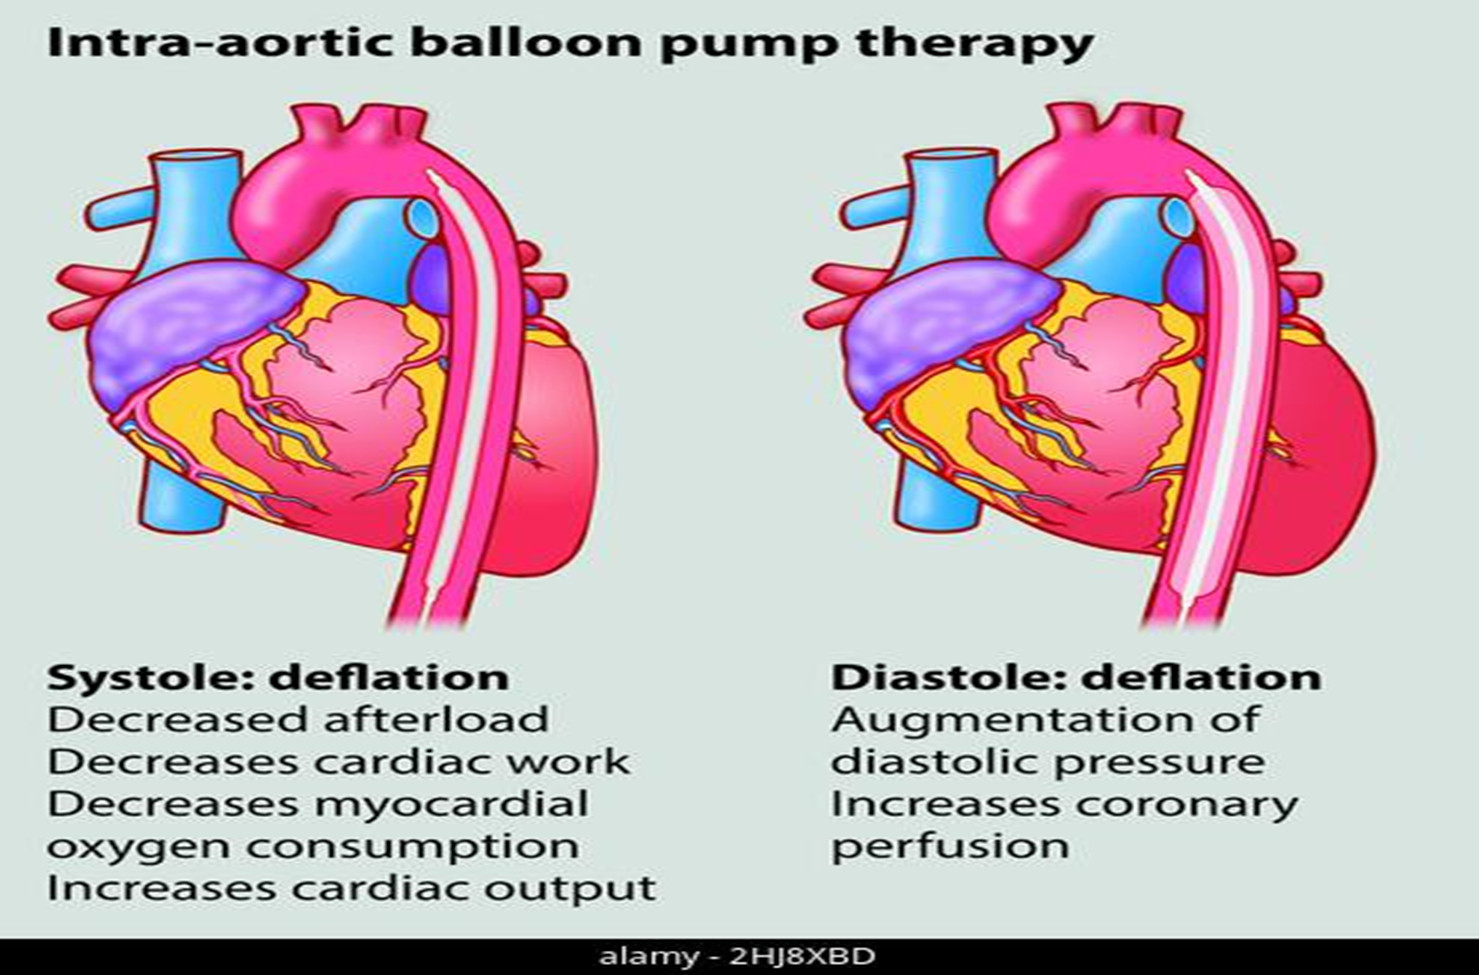 Intra-aortic balloon pump therapy
Systole: deflation
Decreased afterload
Decreases cardiac work
Decreases myocardial
oxygen consumption
Increases cardiac output
Diastole: deflation
Augmentation of
diastolic pressure
Increases coronary
perfusion
alamy - 2HJ8XBD